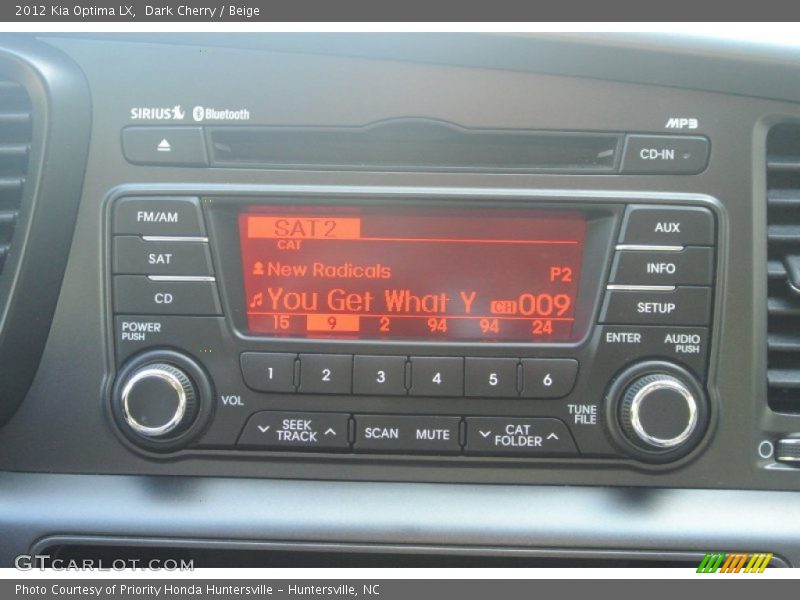 2012 Kia Optima LX, Dark Cherry / Beige
SIRIUS Bluetooth
MP3
CD-IN
FM/AM
SAT
CD
SAT2
CAT
New Radicals P2
You Get What Y CH 009
15 9 2 94 94 24
AUX
INFO
SETUP
POWER
PUSH
VOL
ENTER
AUDIO
PUSH
1 2 3 4 5 6
SEEK
TRACK
SCAN MUTE
CAT
FOLDER
TUNE
FILE
GTCARLOT.COM
Photo Courtesy of Priority Honda Huntersville - Huntersville, NC